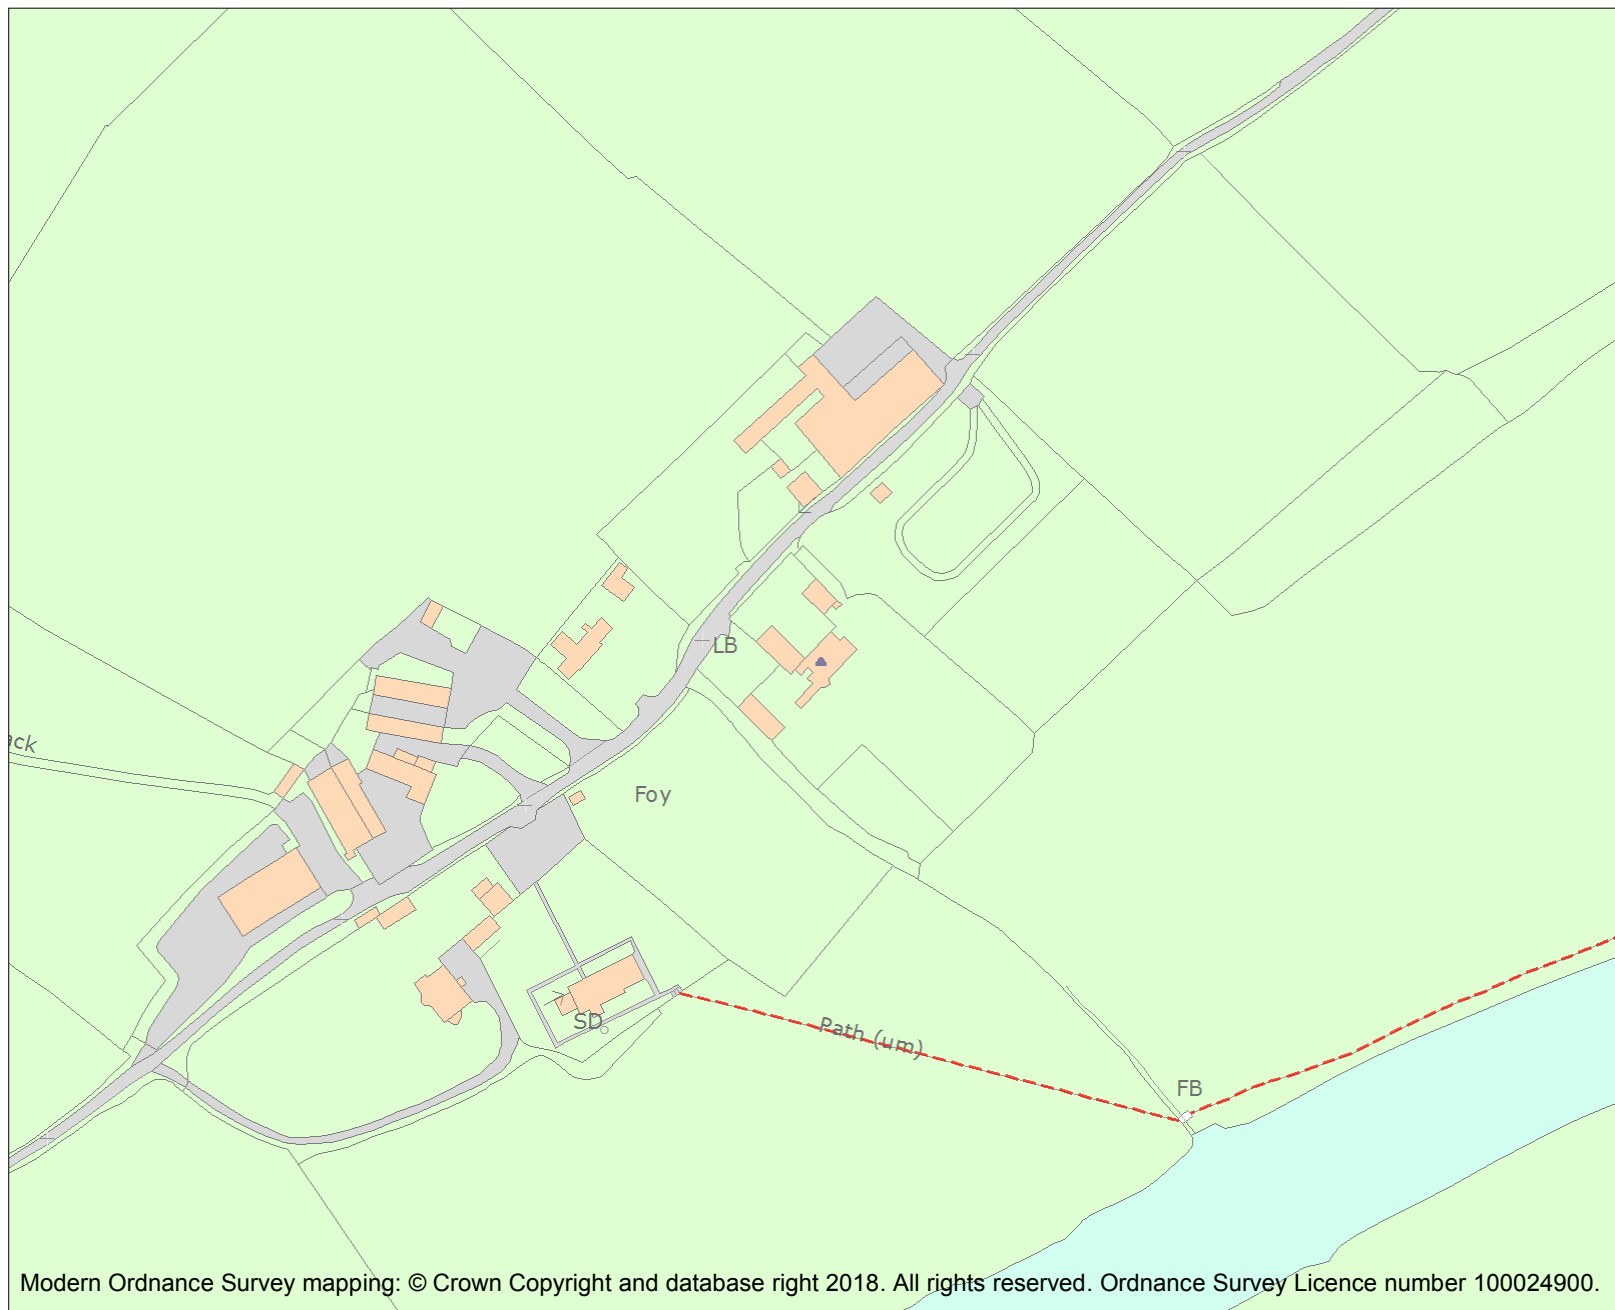 LB
ack
Foy
SD
Path (um)
FB
Modern Ordnance Survey mapping: © Crown Copyright and database right 2018. All rights reserved. Ordnance Survey Licence number 100024900.